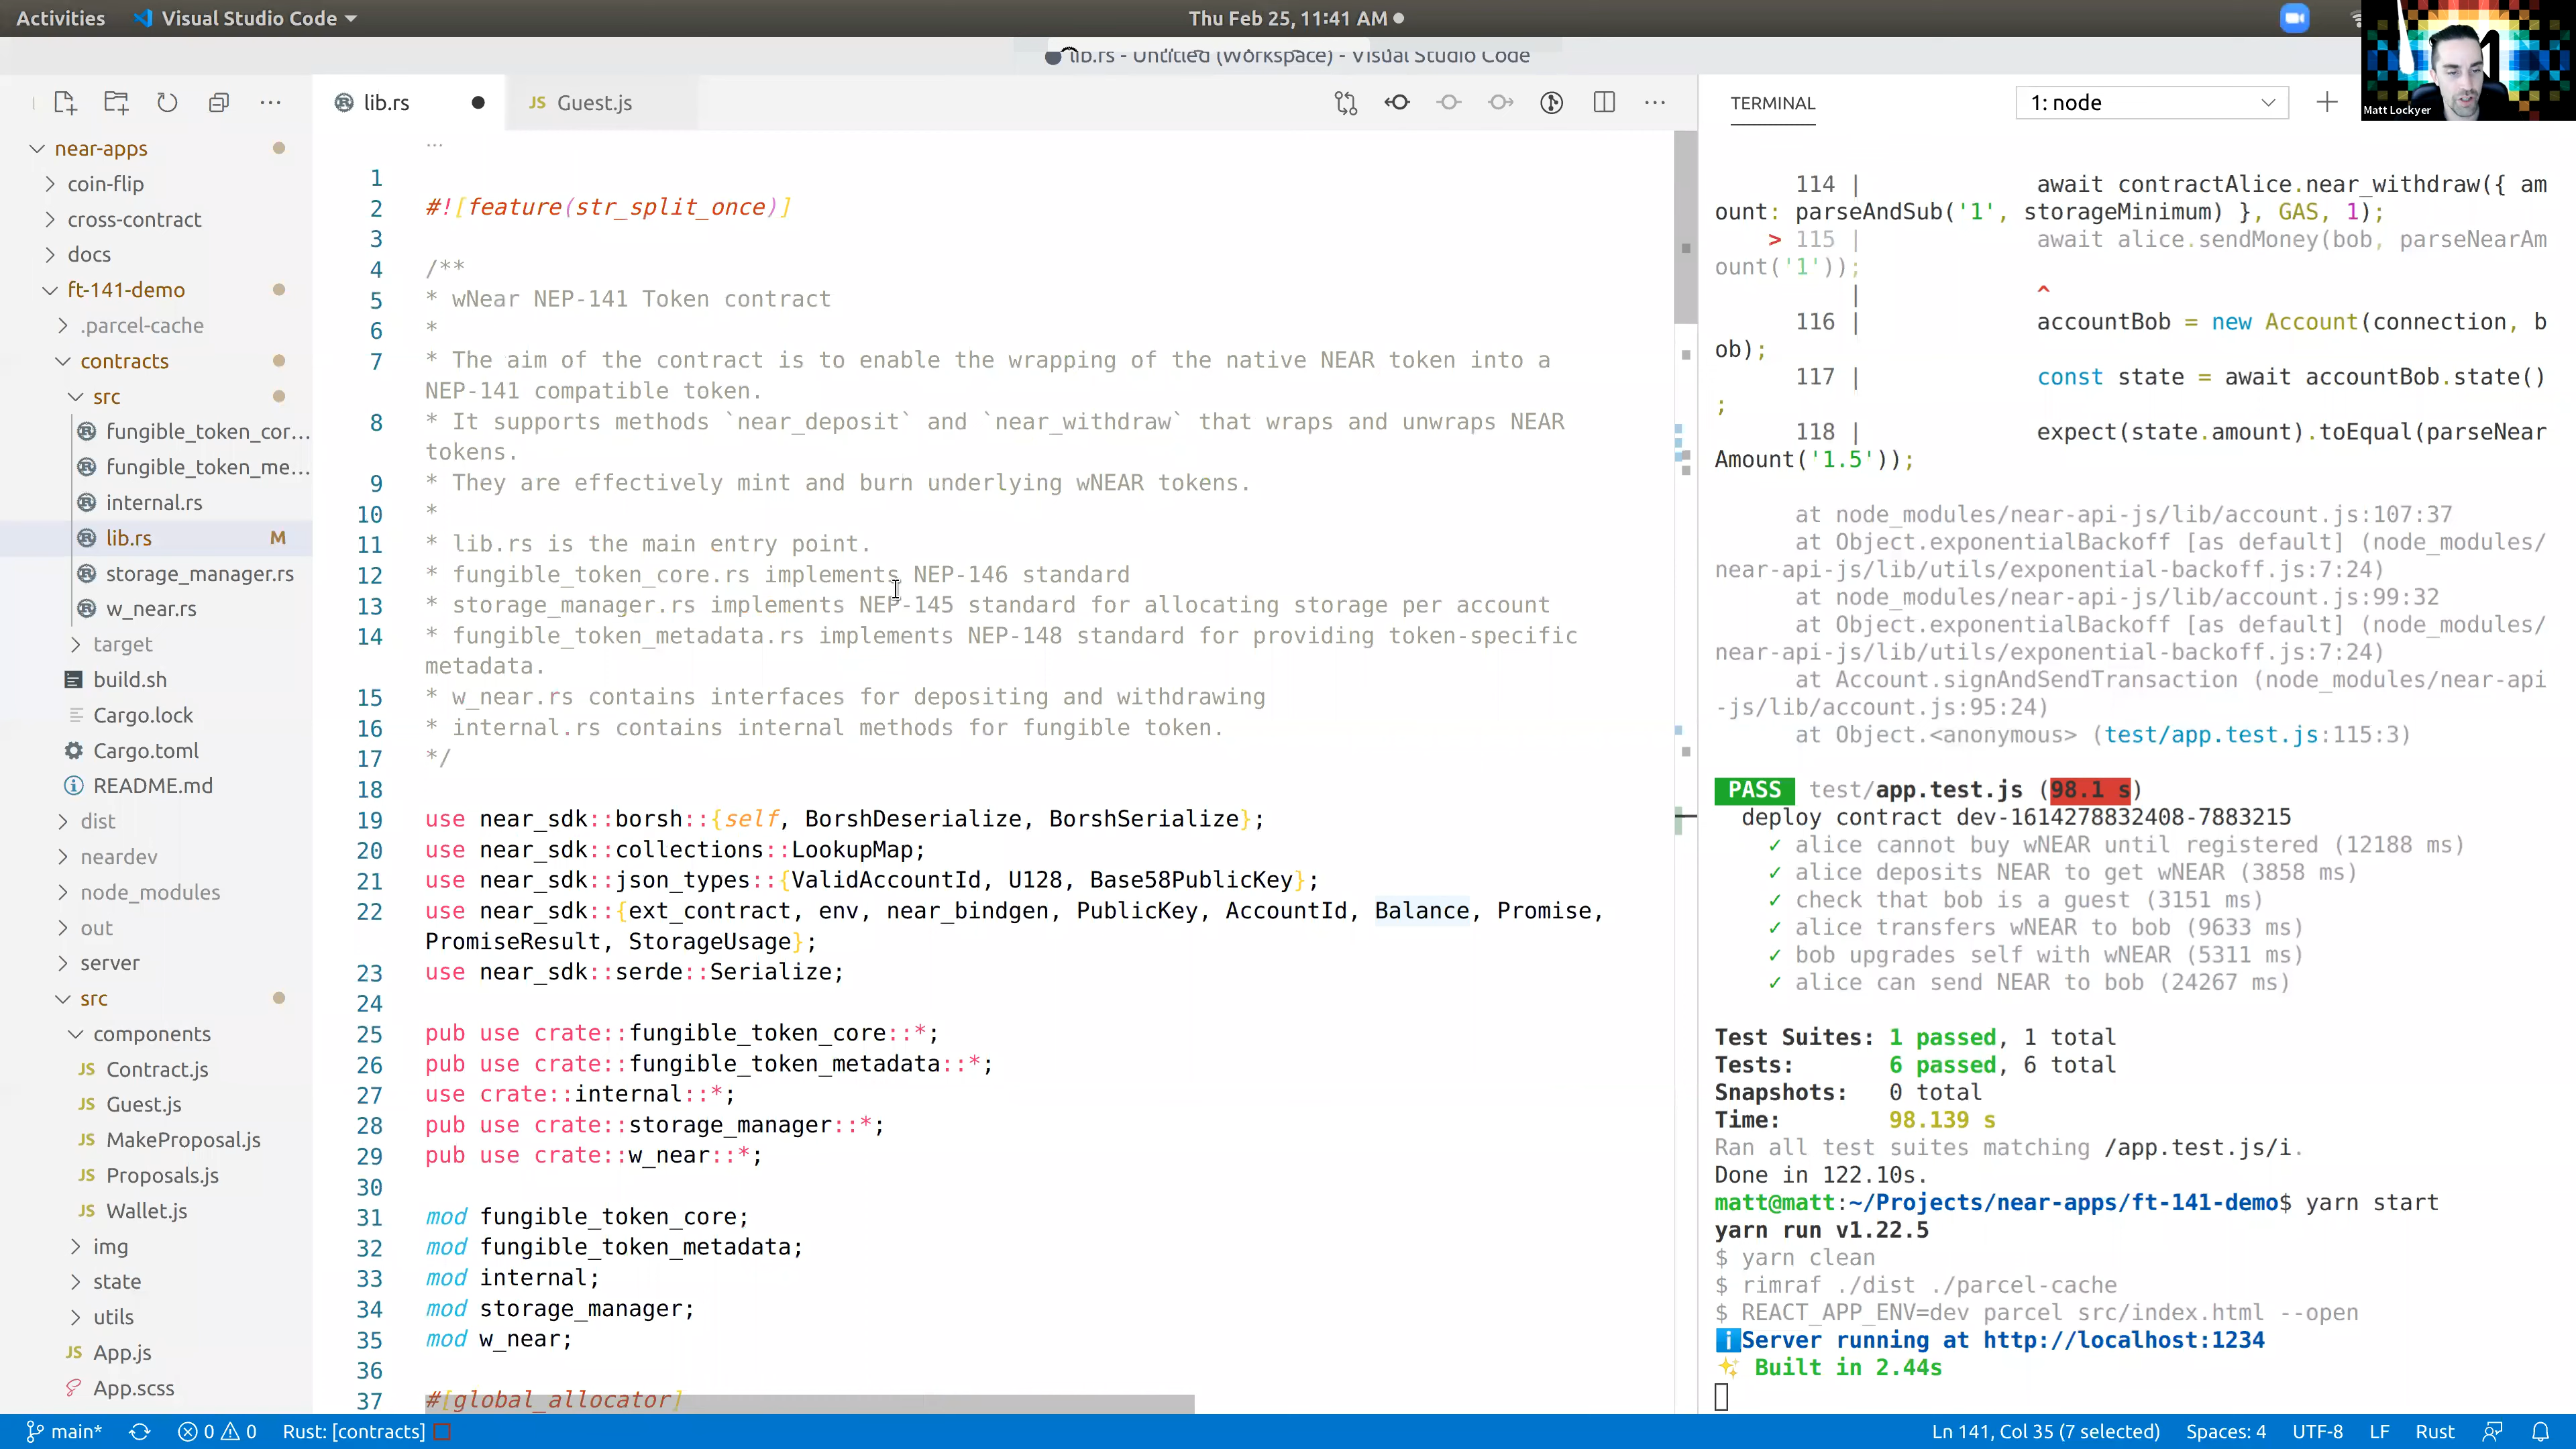 Activities
Visual Studio Code
Thu Feb 25, 11:41 AM
lib.rs - Untitled (Workspace) - Visual Studio Code
Matt Lockyer
near-apps
coin-flip
cross-contract
docs
ft-141-demo
.parcel-cache
contracts
src
fungible_token_cor...
fungible_token_me...
internal.rs
lib.rs M
storage_manager.rs
w_near.rs
target
build.sh
Cargo.lock
Cargo.toml
README.md
dist
neardev
node_modules
out
server
src
components
JS Contract.js
JS Guest.js
JS MakeProposal.js
JS Proposals.js
JS Wallet.js
img
state
utils
JS App.js
App.scss
lib.rs
JS Guest.js
...
1
2 #![feature(str_split_once)]
3
4 /**
5 * wNear NEP-141 Token contract
6 *
7 * The aim of the contract is to enable the wrapping of the native NEAR token into a
NEP-141 compatible token.
8 * It supports methods `near_deposit` and `near_withdraw` that wraps and unwraps NEAR
tokens.
9 * They are effectively mint and burn underlying wNEAR tokens.
10 *
11 * lib.rs is the main entry point.
12 * fungible_token_core.rs implements NEP-146 standard
13 * storage_manager.rs implements NEP-145 standard for allocating storage per account
14 * fungible_token_metadata.rs implements NEP-148 standard for providing token-specific
metadata.
15 * w_near.rs contains interfaces for depositing and withdrawing
16 * internal.rs contains internal methods for fungible token.
17 */
18
19 use near_sdk::borsh::{self, BorshDeserialize, BorshSerialize};
20 use near_sdk::collections::LookupMap;
21 use near_sdk::json_types::{ValidAccountId, U128, Base58PublicKey};
22 use near_sdk::{ext_contract, env, near_bindgen, PublicKey, AccountId, Balance, Promise,
PromiseResult, StorageUsage};
23 use near_sdk::serde::Serialize;
24
25 pub use crate::fungible_token_core::*;
26 pub use crate::fungible_token_metadata::*;
27 use crate::internal::*;
28 pub use crate::storage_manager::*;
29 pub use crate::w_near::*;
30
31 mod fungible_token_core;
32 mod fungible_token_metadata;
33 mod internal;
34 mod storage_manager;
35 mod w_near;
36
37 #[global_allocator]
TERMINAL
1: node
114 | await contractAlice.near_withdraw({ am
ount: parseAndSub('1', storageMinimum) }, GAS, 1);
> 115 | await alice.sendMoney(bob, parseNearAm
ount('1'));
| ^
116 | accountBob = new Account(connection, b
ob);
117 | const state = await accountBob.state()
;
118 | expect(state.amount).toEqual(parseNear
Amount('1.5'));
at node_modules/near-api-js/lib/account.js:107:37
at Object.exponentialBackoff [as default] (node_modules/
near-api-js/lib/utils/exponential-backoff.js:7:24)
at node_modules/near-api-js/lib/account.js:99:32
at Object.exponentialBackoff [as default] (node_modules/
near-api-js/lib/utils/exponential-backoff.js:7:24)
at Account.signAndSendTransaction (node_modules/near-api
-js/lib/account.js:95:24)
at Object.<anonymous> (test/app.test.js:115:3)
PASS test/app.test.js (98.1 s)
deploy contract dev-1614278832408-7883215
✓ alice cannot buy wNEAR until registered (12188 ms)
✓ alice deposits NEAR to get wNEAR (3858 ms)
✓ check that bob is a guest (3151 ms)
✓ alice transfers wNEAR to bob (9633 ms)
✓ bob upgrades self with wNEAR (5311 ms)
✓ alice can send NEAR to bob (24267 ms)
Test Suites: 1 passed, 1 total
Tests: 6 passed, 6 total
Snapshots: 0 total
Time: 98.139 s
Ran all test suites matching /app.test.js/i.
Done in 122.10s.
matt@matt:~/Projects/near-apps/ft-141-demo$ yarn start
yarn run v1.22.5
$ yarn clean
$ rimraf ./dist ./parcel-cache
$ REACT_APP_ENV=dev parcel src/index.html --open
Server running at http://localhost:1234
✨ Built in 2.44s
main* 0 0 Rust: [contracts]
Ln 141, Col 35 (7 selected) Spaces: 4 UTF-8 LF Rust